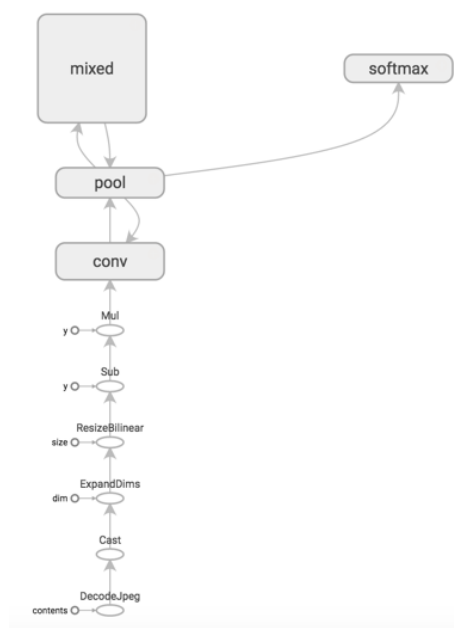 mixed
softmax
pool
conv
Mul
y
Sub
y
ResizeBilinear
size
ExpandDims
dim
Cast
DecodeJpeg
contents